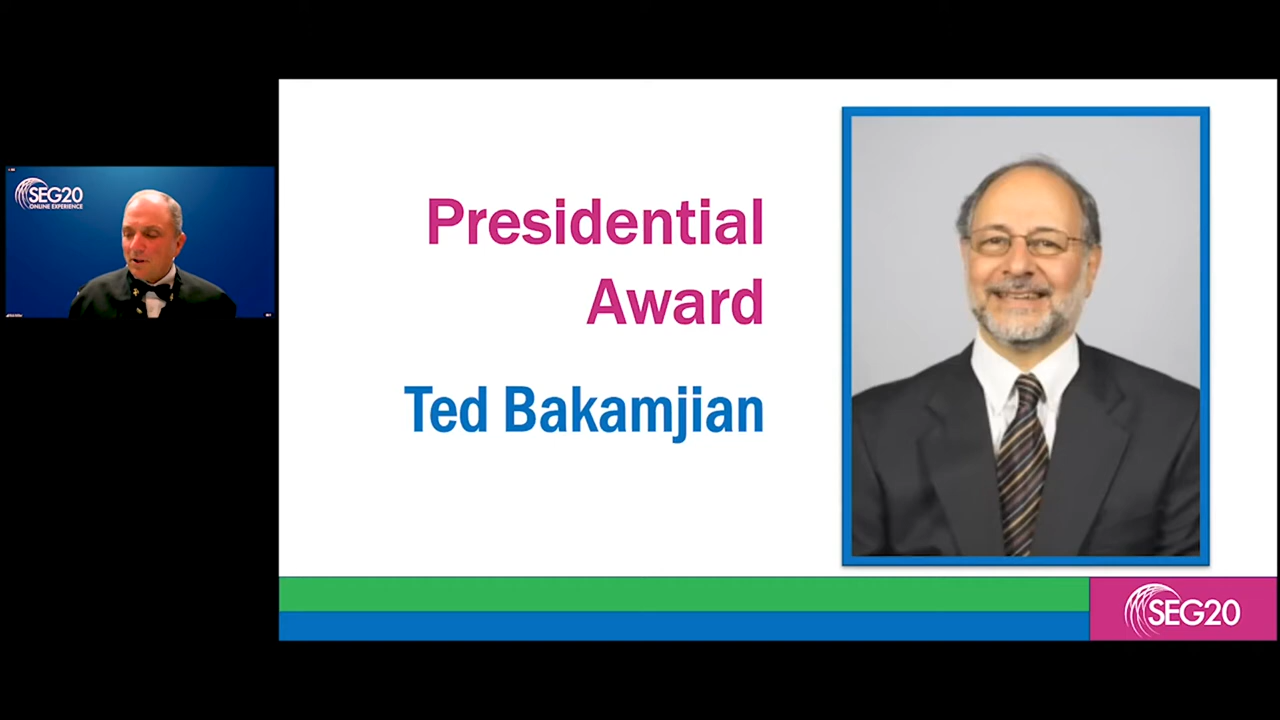 SEG20
ONLINE EXPERIENCE
Presidential
Award
Ted Bakamjian
SEG20